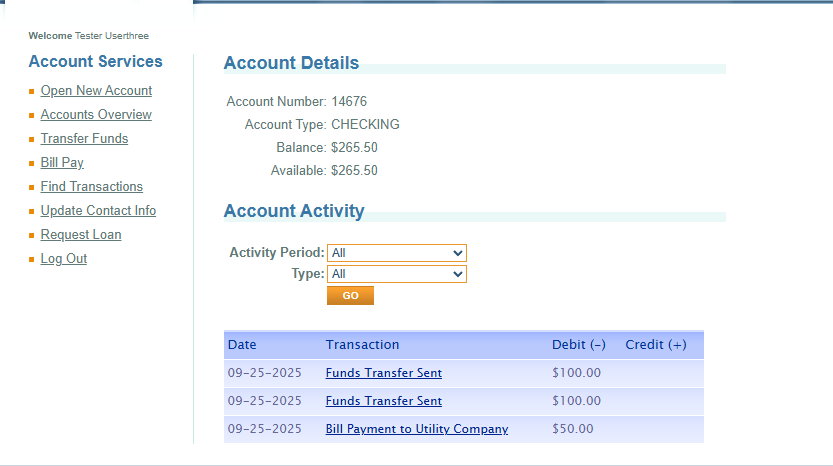 Welcome Tester Userthree
Account Services
Open New Account
Accounts Overview
Transfer Funds
Bill Pay
Find Transactions
Update Contact Info
Request Loan
Log Out
Account Details
Account Number: 14676
Account Type: CHECKING
Balance: $265.50
Available: $265.50
Account Activity
Activity Period: All
Type: All
GO
Date Transaction Debit (-) Credit (+)
09-25-2025 Funds Transfer Sent $100.00
09-25-2025 Funds Transfer Sent $100.00
09-25-2025 Bill Payment to Utility Company $50.00